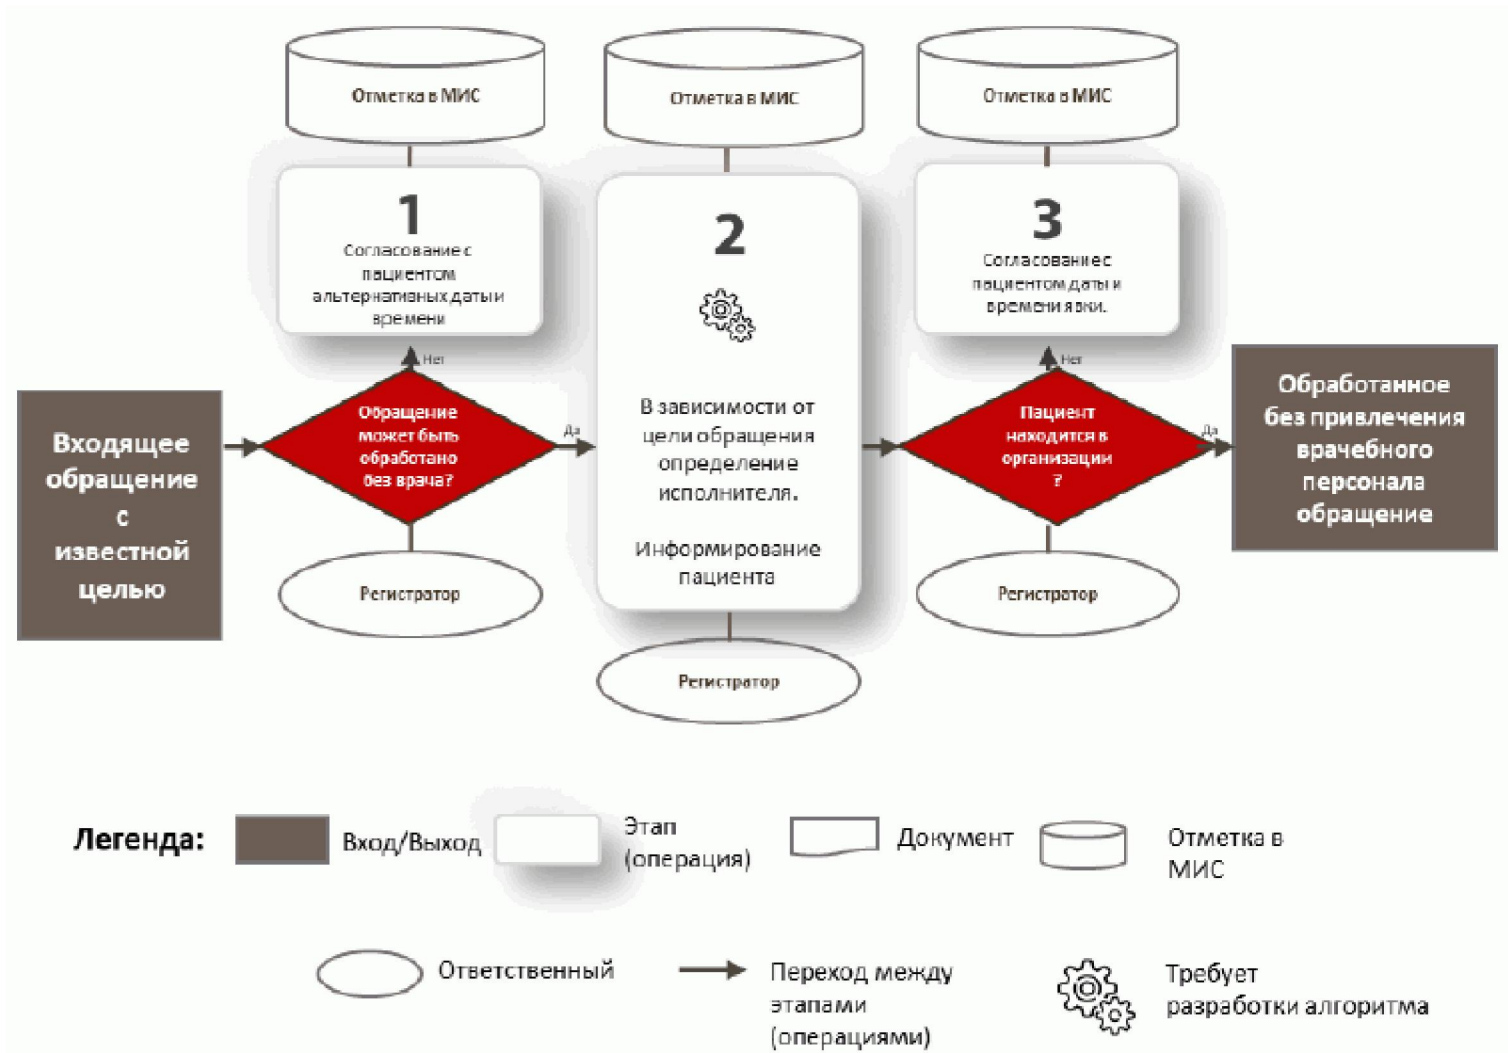 Отметка в МИС
Отметка в МИС
Отметка в МИС
1
Согласование с
пациентом
альтернативных даты и
времени
2
3
Согласование с
пациентом даты и
времени явки.
Нет
Нет
Входящее
обращение
с
известной
целью
Обращение
может быть
обработано
без врача?
Да
В зависимости от
цели обращения
определение
исполнителя.
Информирование
пациента
Пациент
находится в
организации
?
Да
Обработанное
без привлечения
врачебного
персонала
обращение
Регистратор
Регистратор
Регистратор
Легенда:
Вход/Выход
Этап
(операция)
Документ
Отметка в
МИС
Ответственный
Переход между
этапами
(операциями)
Требует
разработки алгоритма